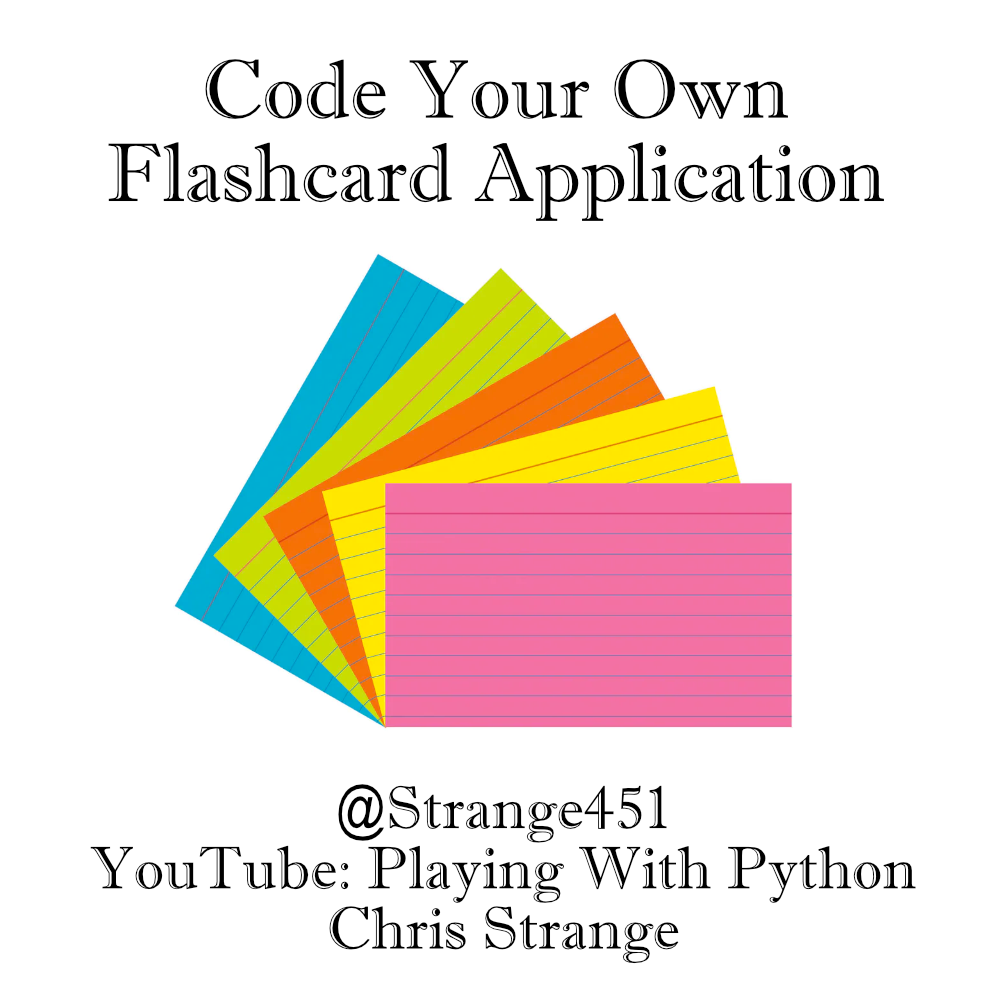 Code Your Own
Flashcard Application
@Strange451
YouTube: Playing With Python
Chris Strange